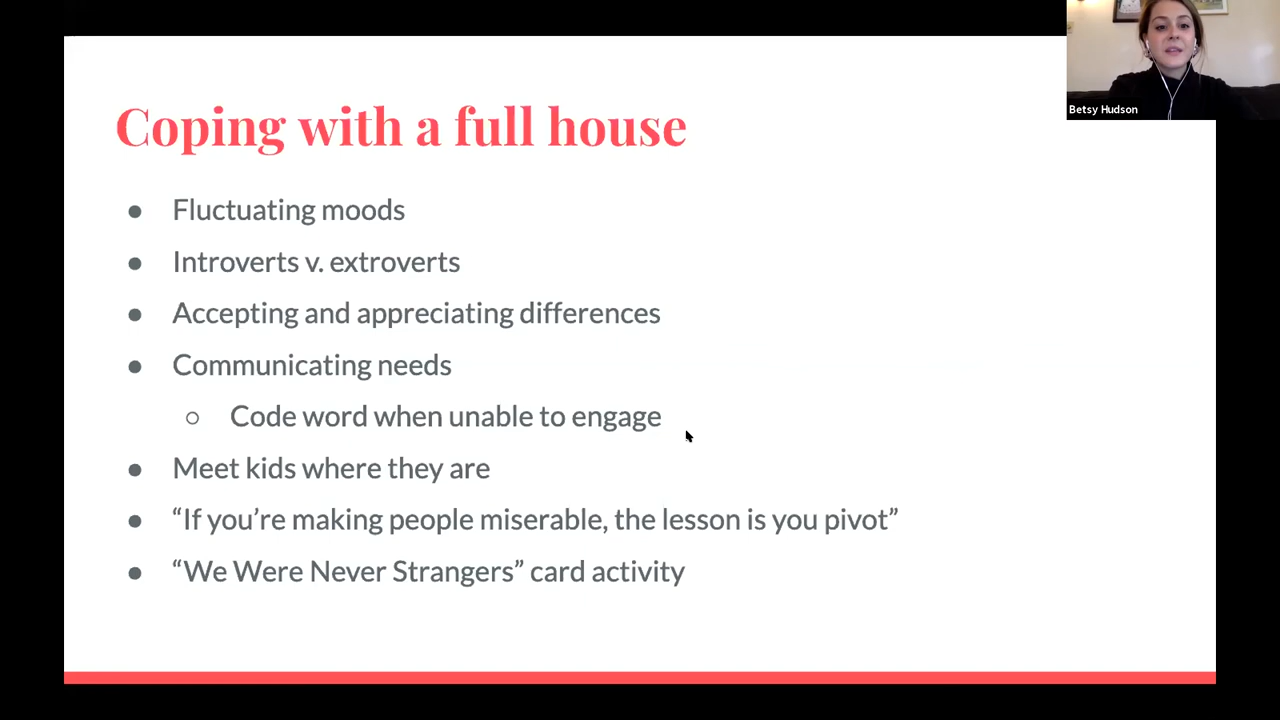 Betsy Hudson
Coping with a full house
● Fluctuating moods
● Introverts v. extroverts
● Accepting and appreciating differences
● Communicating needs
○ Code word when unable to engage
● Meet kids where they are
● “If you’re making people miserable, the lesson is you pivot”
● “We Were Never Strangers” card activity